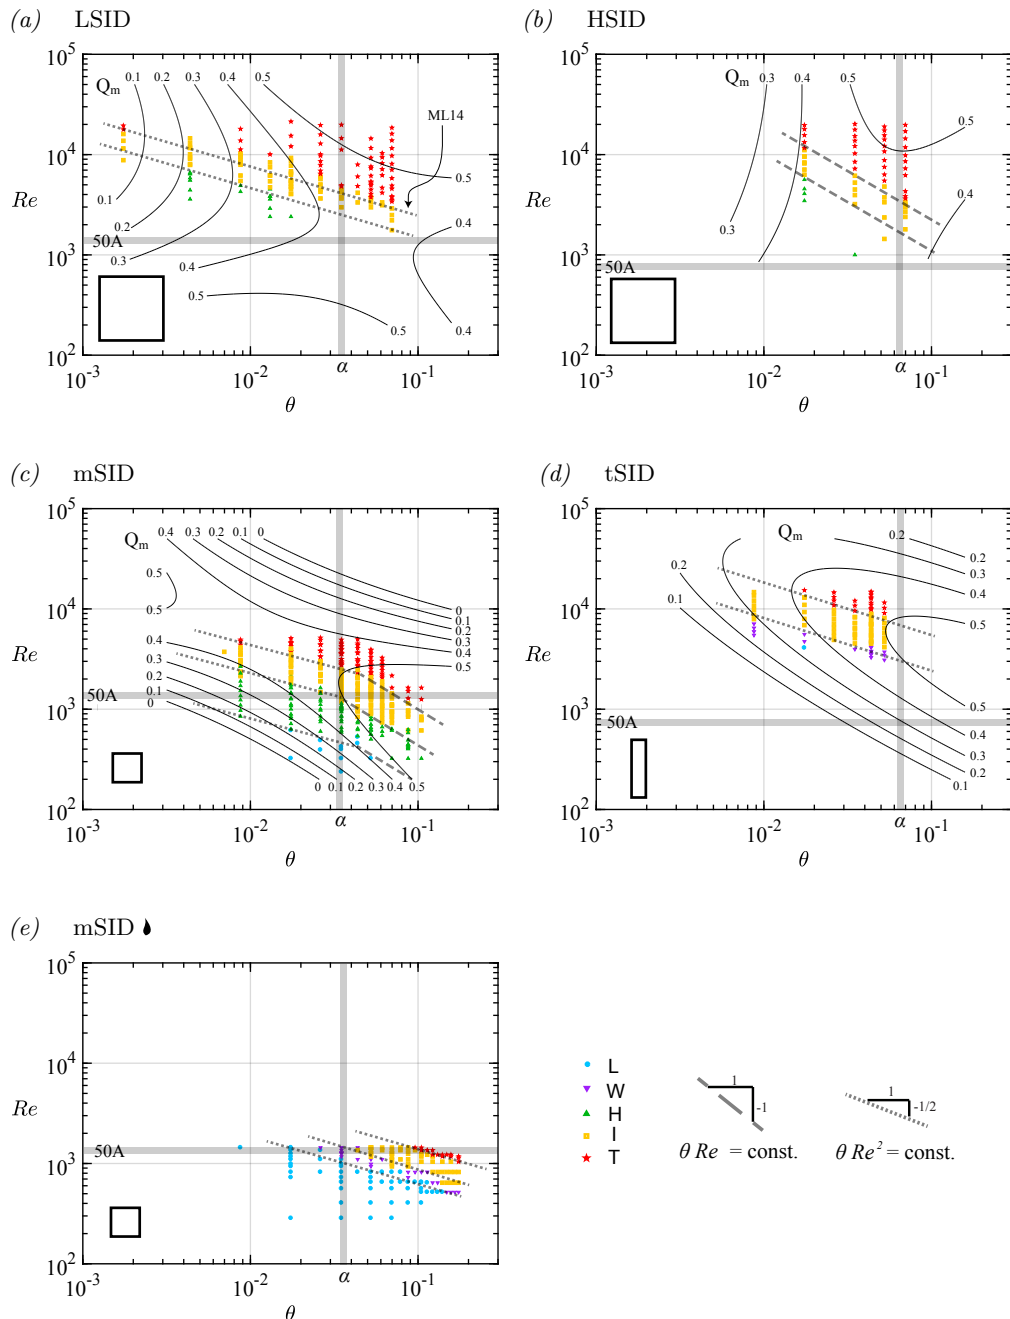 (a) LSID
10^5
10^4
Re
10^3
10^2
Q_m
0.1
0.2
0.3
0.4
0.5
ML14
0.5
0.1
0.4
0.2
50A
0.3
0.4
0.5
0.5
0.4
10^-3
10^-2
α
10^-1
θ
(b) HSID
10^5
10^4
Re
10^3
10^2
Q_m
0.3
0.4
0.5
0.5
0.4
0.3
50A
10^-3
10^-2
α
10^-1
θ
(c) mSID
10^5
10^4
Re
10^3
10^2
Q_m
0.4
0.3
0.2
0.1
0
0.5
0.5
0
0.1
0.2
0.3
0.4
0.5
0.4
0.3
0.2
0.1
0
50A
0
0.1
0.2
0.3
0.4
0.5
10^-3
10^-2
α
10^-1
θ
(d) tSID
10^5
10^4
Re
10^3
10^2
Q_m
0.2
0.2
0.3
0.4
0.5
0.2
0.1
0.5
0.4
0.3
0.2
0.1
50A
10^-3
10^-2
α
10^-1
θ
(e) mSID
10^5
10^4
Re
10^3
10^2
50A
10^-3
10^-2
α
10^-1
θ
L
W
H
I
T
1
-1
θ Re = const.
1
-1/2
θ Re^2 = const.